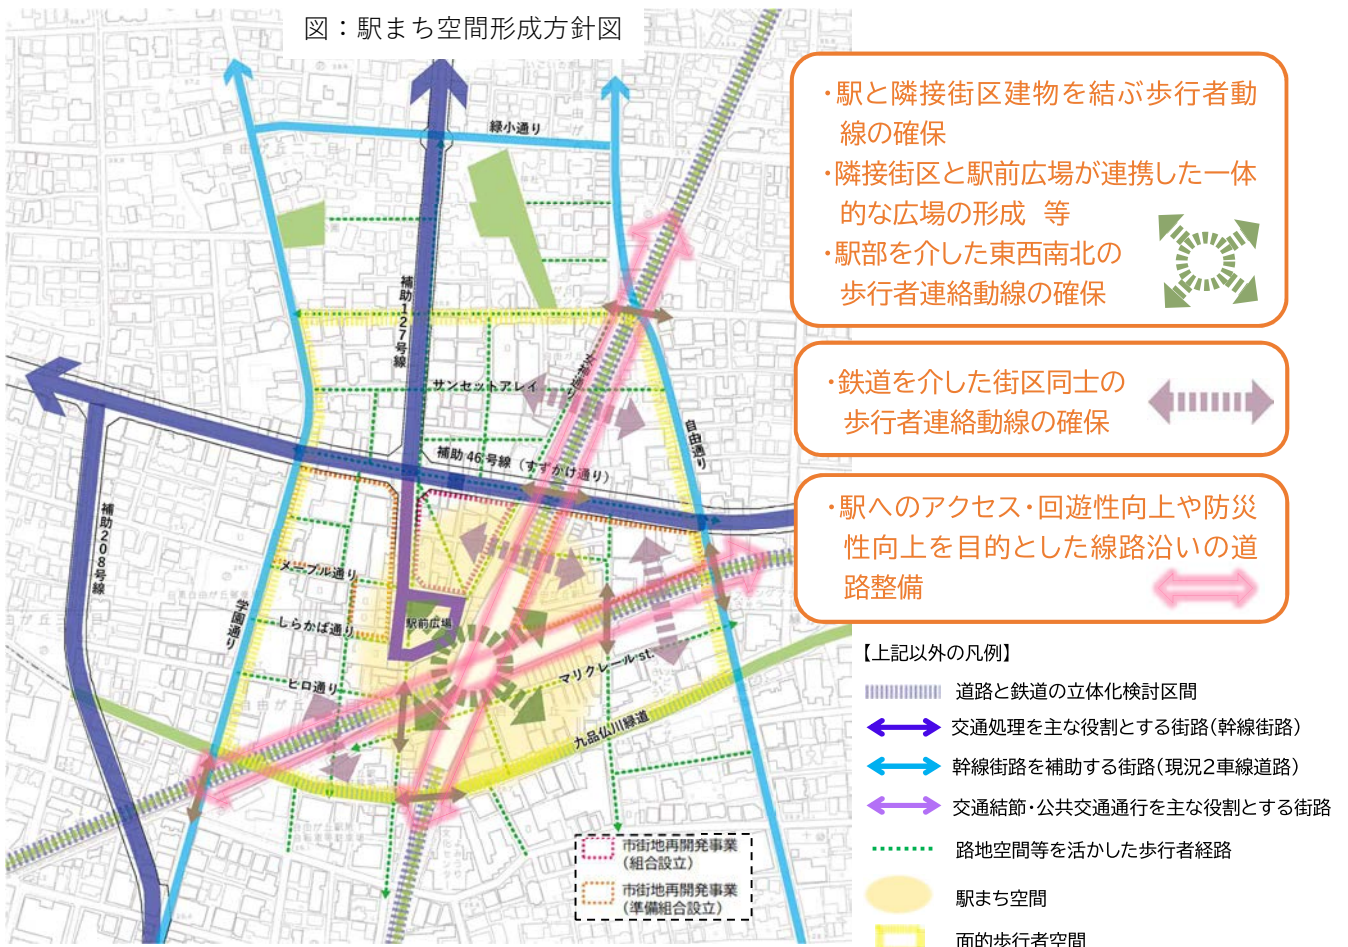 図：駅まち空間形成方針図
・駅と隣接街区建物を結ぶ歩行者動
線の確保
・隣接街区と駅前広場が連携した一体
的な広場の形成 等
・駅部を介した東西南北の
歩行者連絡動線の確保
・鉄道を介した街区同士の
歩行者連絡動線の確保
・駅へのアクセス・回遊性向上や防災
性向上を目的とした線路沿いの道
路整備
【上記以外の凡例】
道路と鉄道の立体化検討区間
交通処理を主な役割とする街路(幹線街路)
幹線街路を補助する街路(現況2車線道路)
交通結節・公共交通通行を主な役割とする街路
路地空間等を活かした歩行者経路
駅まち空間
面的歩行者空間
緑小通り
補助127号線
サンセットアレイ
自由通り
補助46号線（すずかけ通り）
補助208号線
メープル通り
学園通り
しらかば通り
駅前広場
ヒロ通り
マリクレールst.
九品仏川緑道
市街地再開発事業
(組合設立)
市街地再開発事業
(準備組合設立)